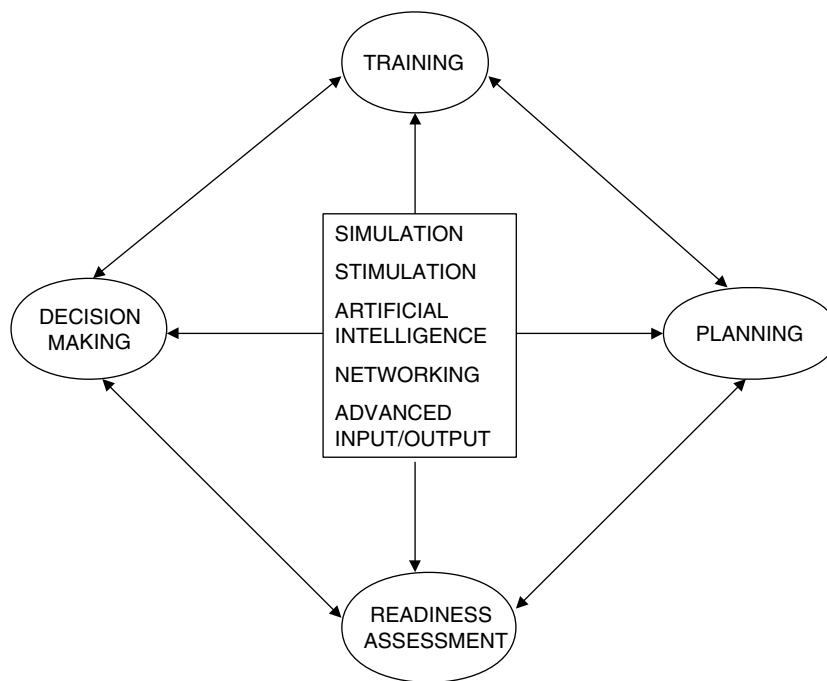 TRAINING
SIMULATION
STIMULATION
ARTIFICIAL
INTELLIGENCE
NETWORKING
ADVANCED
INPUT/OUTPUT
DECISION
MAKING
PLANNING
READINESS
ASSESSMENT